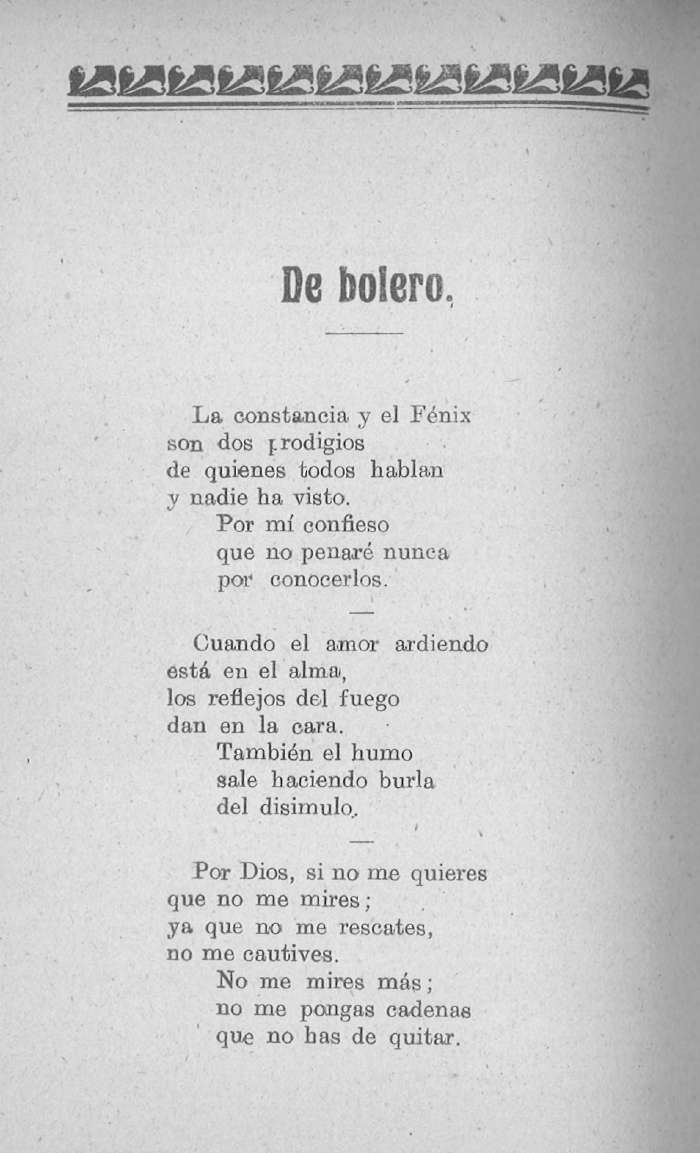 De bolero.
La constancia y el Fénix
son dos prodigios
de quienes todos hablan
y nadie ha visto.
Por mí confieso
que no penaré nunca
por conocerlos.
Cuando el amor ardiendo
está en el alma,
los reflejos del fuego
dan en la cara.
También el humo
sale haciendo burla
del disimulo.
Por Dios, si no me quieres
que no me mires;
ya que no me rescates,
no me cautives.
No me mires más;
no me pongas cadenas
que no has de quitar.